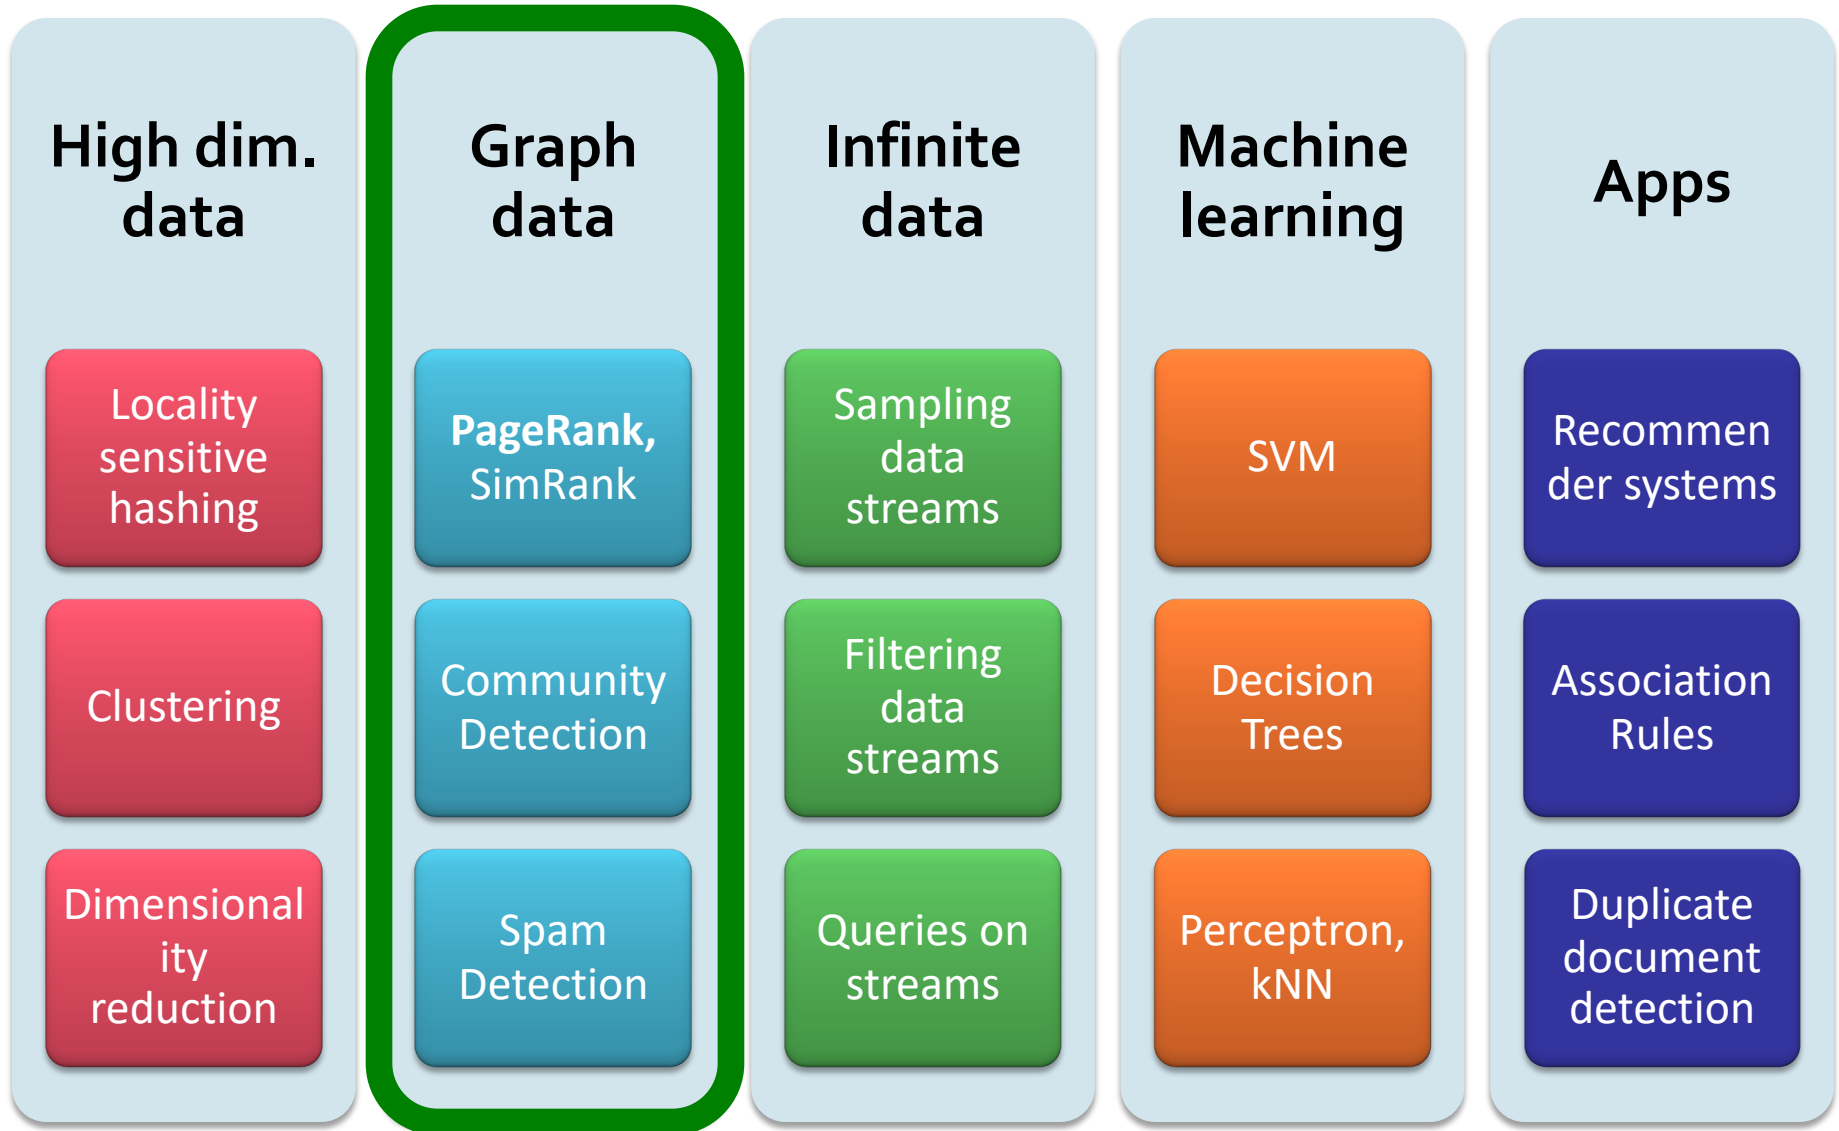 High dim.
data
Locality
sensitive
hashing
Clustering
Dimensional
ity
reduction
Graph
data
PageRank,
SimRank
Community
Detection
Spam
Detection
Infinite
data
Sampling
data
streams
Filtering
data
streams
Queries on
streams
Machine
learning
SVM
Decision
Trees
Perceptron,
kNN
Apps
Recommen
der systems
Association
Rules
Duplicate
document
detection